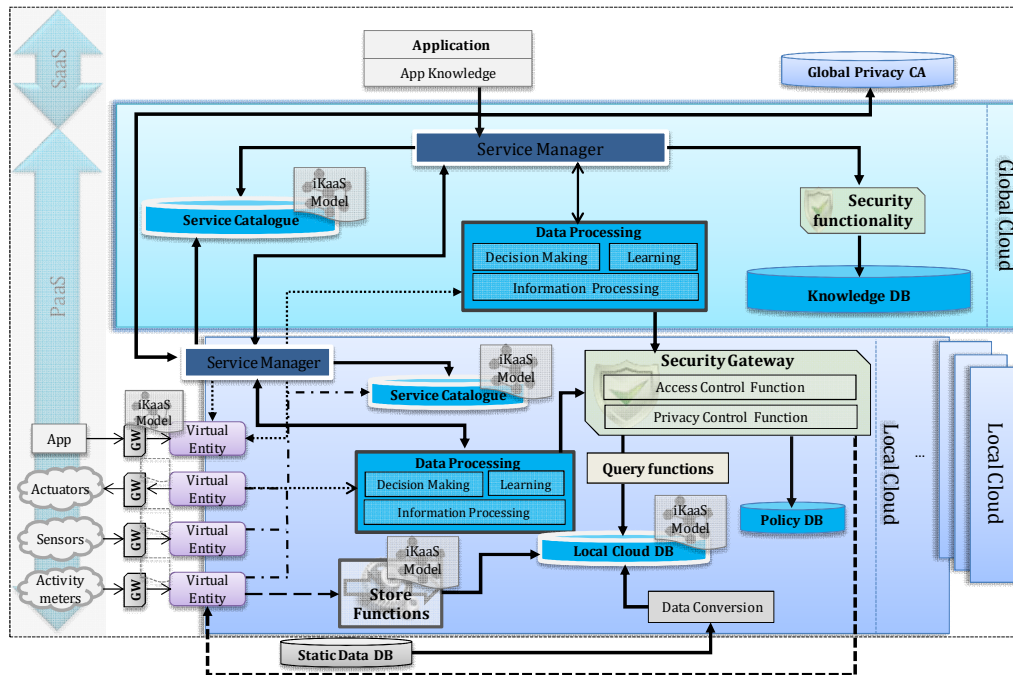 SaaS
PaaS
Application
App Knowledge
Global Privacy CA
Global Cloud
Service Manager
iKaaS
Model
Service Catalogue
Security
functionality
Data Processing
Decision Making
Learning
Information Processing
Knowledge DB
Service Manager
iKaaS
Model
Service Catalogue
Security Gateway
Access Control Function
Privacy Control Function
Local Cloud
...
Local Cloud
iKaaS
Model
App
GW
Virtual
Entity
Actuators
GW
Virtual
Entity
Sensors
GW
Virtual
Entity
Activity
meters
GW
Virtual
Entity
Data Processing
Decision Making
Learning
Information Processing
Query functions
Policy DB
iKaaS
Model
Local Cloud DB
iKaaS
Model
Store
Functions
Data Conversion
Static Data DB